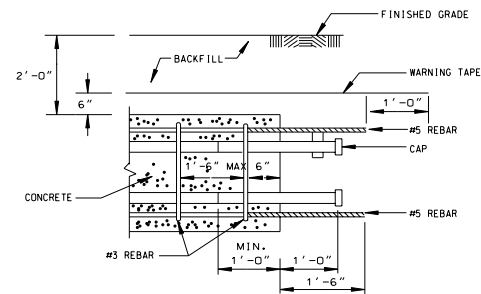 FINISHED GRADE
BACKFILL
2'-0"
WARNING TAPE
6"
1'-0"
#5 REBAR
1'-6" MAX 6"
CAP
CONCRETE
#5 REBAR
#3 REBAR
MIN.
1'-0" 1'-0"
1'-6"